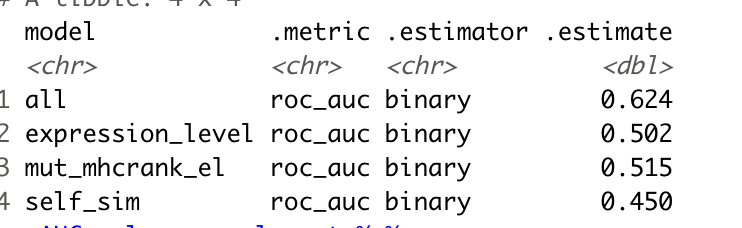 # A tibble: 4 × 4
model .metric .estimator .estimate
<chr> <chr> <chr> <dbl>
1 all roc_auc binary 0.624
2 expression_level roc_auc binary 0.502
3 mut_mhcrank_el roc_auc binary 0.515
4 self_sim roc_auc binary 0.450